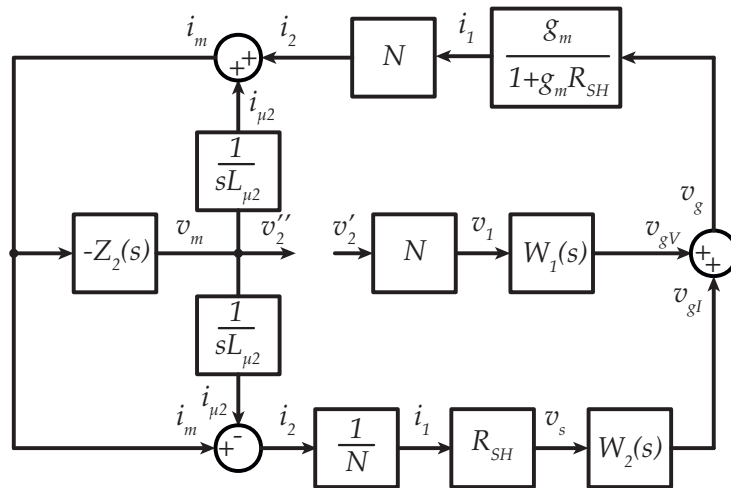 i_m
i_2
N
i_1
g_m
1+g_m R_SH
+
+
i_μ2
1
sL_μ2
v_g
-Z_2(s)
v_m
v_2''
v_2'
N
v_1
W_1(s)
v_gV
+
+
v_gI
1
sL_μ2
i_μ2
i_m
+
-
i_2
1
N
i_1
R_SH
v_s
W_2(s)